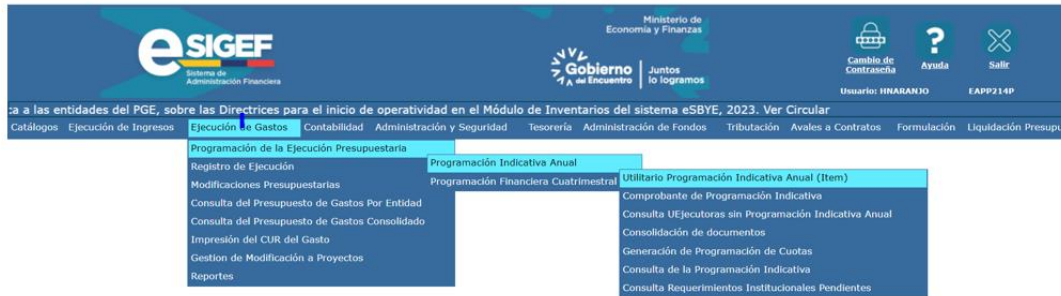 Ministerio de
Economía y Finanzas
eSIGEF
Sistema de
Administración Financiera
Gobierno
del Encuentro
Juntos
lo logramos
Cambio de
Contraseña
Ayuda
Salir
Usuario: HNARANJO
EAPP214P
ca a las entidades del PGE, sobre las Directrices para el inicio de operatividad en el Módulo de Inventarios del sistema eSBYE, 2023. Ver Circular
Catálogos Ejecución de Ingresos Ejecución de Gastos Contabilidad Administración y Seguridad Tesorería Administración de Fondos Tributación Avales a Contratos Formulación Liquidación Presupu
Programación de la Ejecución Presupuestaria
Registro de Ejecución
Modificaciones Presupuestarias
Consulta del Presupuesto de Gastos Por Entidad
Consulta del Presupuesto de Gastos Consolidado
Impresión del CUR del Gasto
Gestion de Modificación a Proyectos
Reportes
Programación Indicativa Anual
Programación Financiera Cuatrimestral
Utilitario Programación Indicativa Anual (Item)
Comprobante de Programación Indicativa
Consulta UEjecutoras sin Programación Indicativa Anual
Consolidación de documentos
Generación de Programación de Cuotas
Consulta de la Programación Indicativa
Consulta Requerimientos Institucionales Pendientes